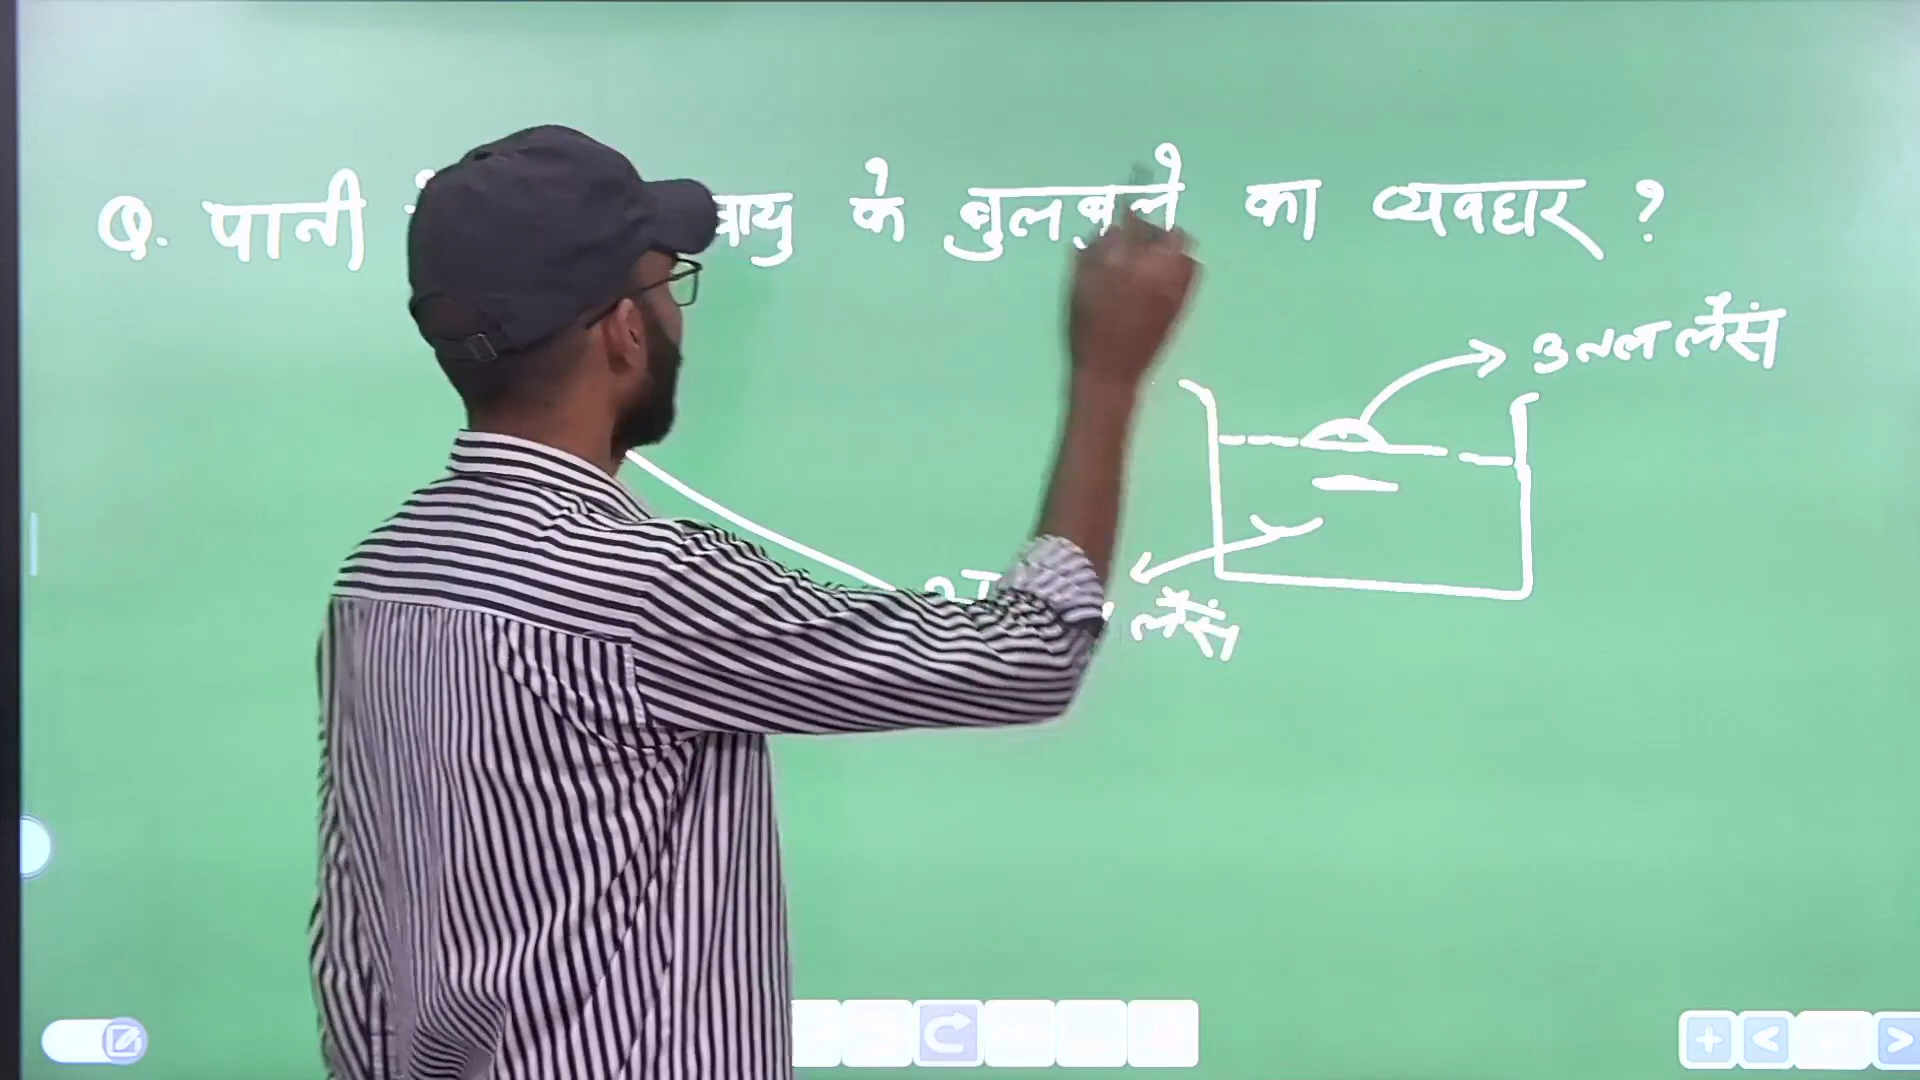 Q. पानी वायु के बुलबुले का व्यवहार ?
उत्तल लेंस
लेंस